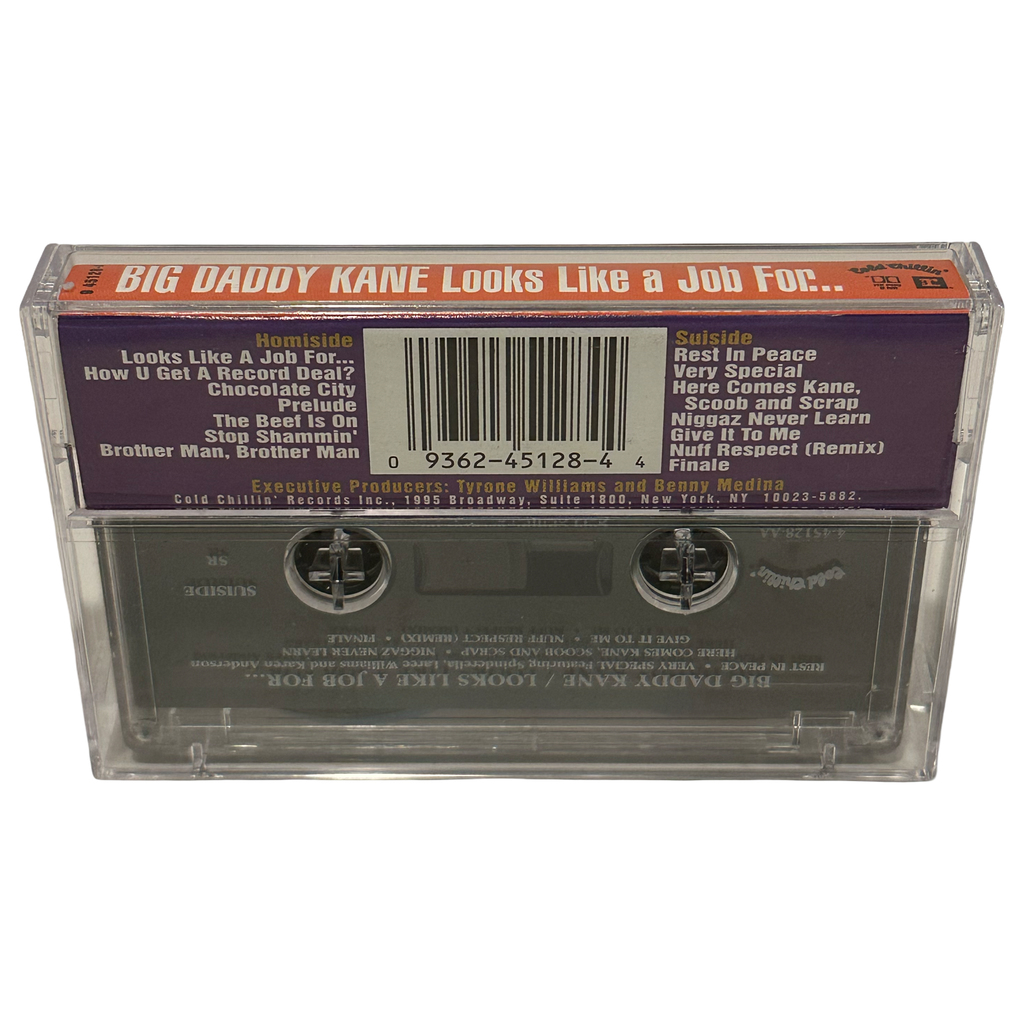 9 45128-
BIG DADDY KANE Looks Like a Job For...
Cold Chillin'
Homiside
Looks Like A Job For...
How U Get A Record Deal?
Chocolate City
Prelude
The Beef Is On
Stop Shammin'
Brother Man, Brother Man
0 9362-45128-4 4
Suiside
Rest In Peace
Very Special
Here Comes Kane,
Scoob and Scrap
Niggaz Never Learn
Give It To Me
Nuff Respect (Remix)
Finale
Executive Producers: Tyrone Williams and Benny Medina
Cold Chillin' Records Inc., 1995 Broadway, Suite 1800, New York, NY 10023-5882.
BIG DADDY KANE / LOOKS LIKE A JOB FOR...
REST IN PEACE • VERY SPECIAL Featuring Spinderella, Laree Williams and Karen Anderson
HERE COMES KANE, SCOOB AND SCRAP • NIGGAZ NEVER LEARN
GIVE IT TO ME • NUFF RESPECT (REMIX) • FINALE
SUISIDE
SR
Cold Chillin'
4-45128-AA